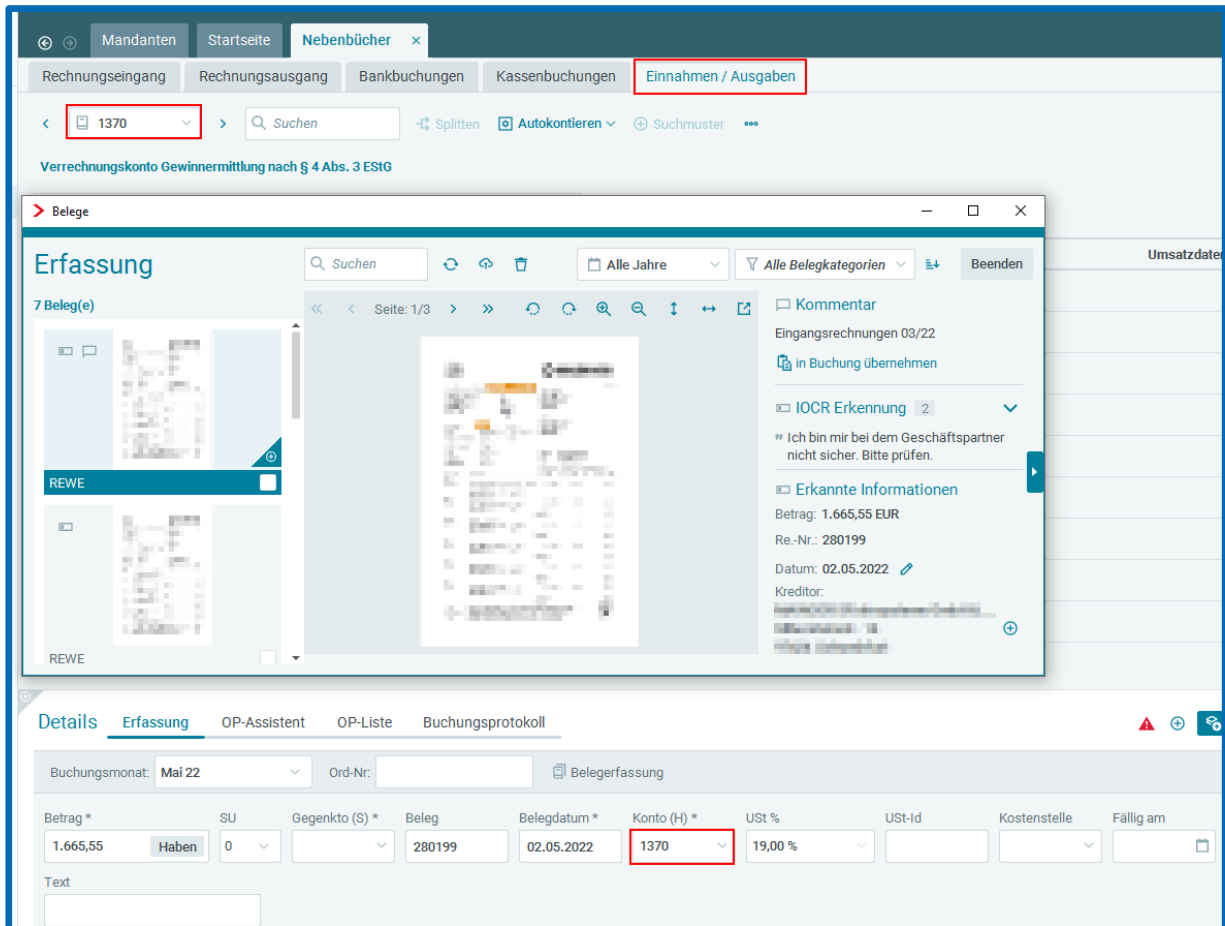 Mandanten Startseite Nebenbücher ×
Rechnungseingang Rechnungsausgang Bankbuchungen Kassenbuchungen Einnahmen / Ausgaben
1370 Suchen Splitten Autokontieren Suchmuster
Verrechnungskonto Gewinnermittlung nach § 4 Abs. 3 EStG
Belege
Umsatzdaten
Erfassung Suchen Alle Jahre Alle Belegkategorien Beenden
7 Beleg(e)
Seite: 1/3
REWE
REWE
Kommentar
Eingangsrechnungen 03/22
in Buchung übernehmen
IOCR Erkennung 2
" Ich bin mir bei dem Geschäftspartner
nicht sicher. Bitte prüfen.
Erkannte Informationen
Betrag: 1.665,55 EUR
Re.-Nr.: 280199
Datum: 02.05.2022
Kreditor:
Details Erfassung OP-Assistent OP-Liste Buchungsprotokoll
Buchungsmonat: Mai 22 Ord-Nr: Belegerfassung
Betrag * SU Gegenkto (S) * Beleg Belegdatum * Konto (H) * USt % USt-Id Kostenstelle Fällig am
1.665,55 Haben 0 280199 02.05.2022 1370 19,00 %
Text